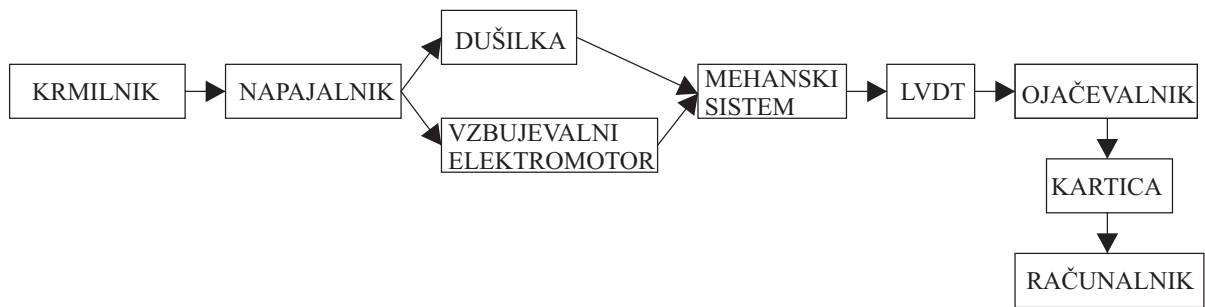 KRMILNIK
NAPAJALNIK
DUŠILKA
VZBUJEVALNI
ELEKTROMOTOR
MEHANSKI
SISTEM
LVDT
OJAČEVALNIK
KARTICA
RAČUNALNIK